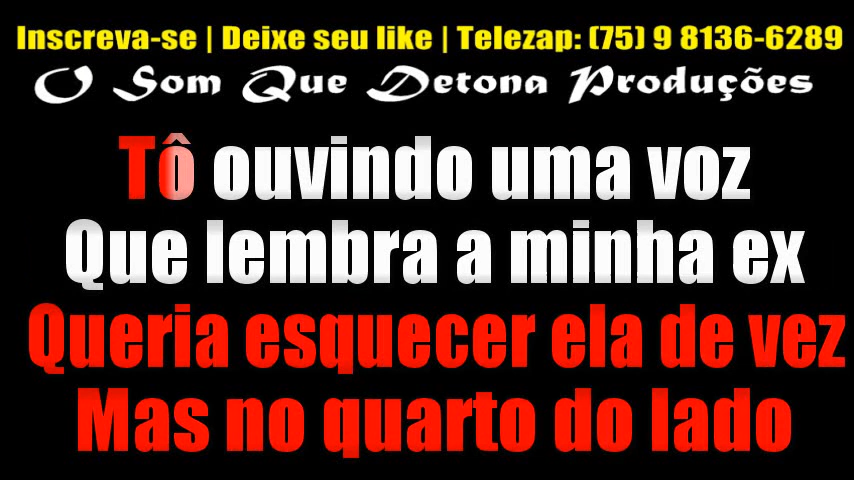 Inscreva-se | Deixe seu like | Telezap: (75) 9 8136-6289
O Som Que Detona Produções
Tô ouvindo uma voz
Que lembra a minha ex
Queria esquecer ela de vez
Mas no quarto do lado